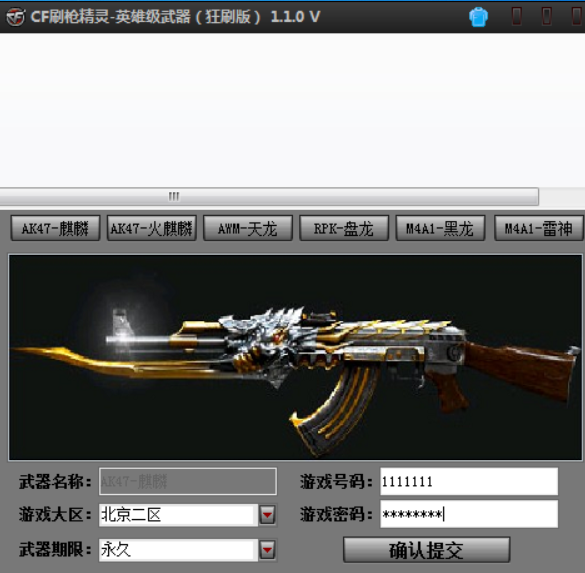 CF刷枪精灵-英雄级武器（狂刷版） 1.1.0 V
AK47-麒麟 AK47-火麒麟 AWM-天龙 RPK-盘龙 M4A1-黑龙 M4A1-雷神
武器名称： AK47-麒麟 游戏号码： 1111111
游戏大区： 北京二区 游戏密码： ********
武器期限： 永久 确认提交